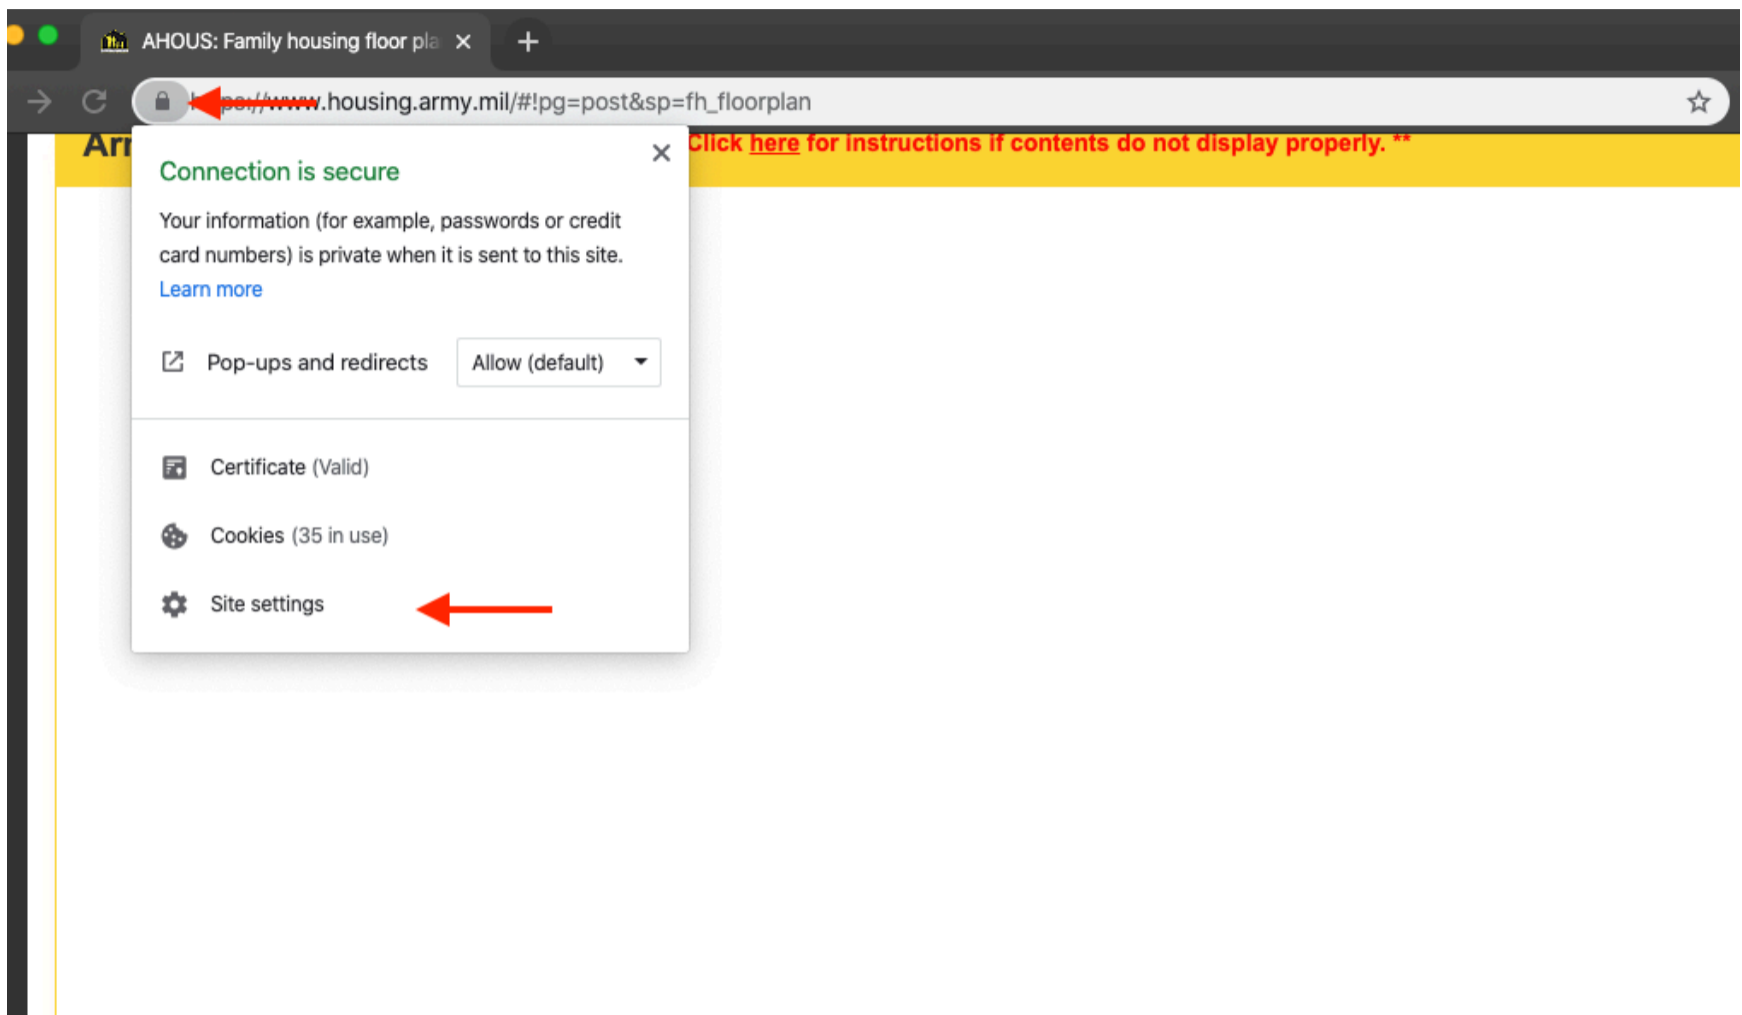 AHOUS: Family housing floor pla
www.housing.army.mil/#!pg=post&sp=fh_floorplan
Click here for instructions if contents do not display properly. **
Connection is secure
Your information (for example, passwords or credit
card numbers) is private when it is sent to this site.
Learn more
Pop-ups and redirects Allow (default)
Certificate (Valid)
Cookies (35 in use)
Site settings